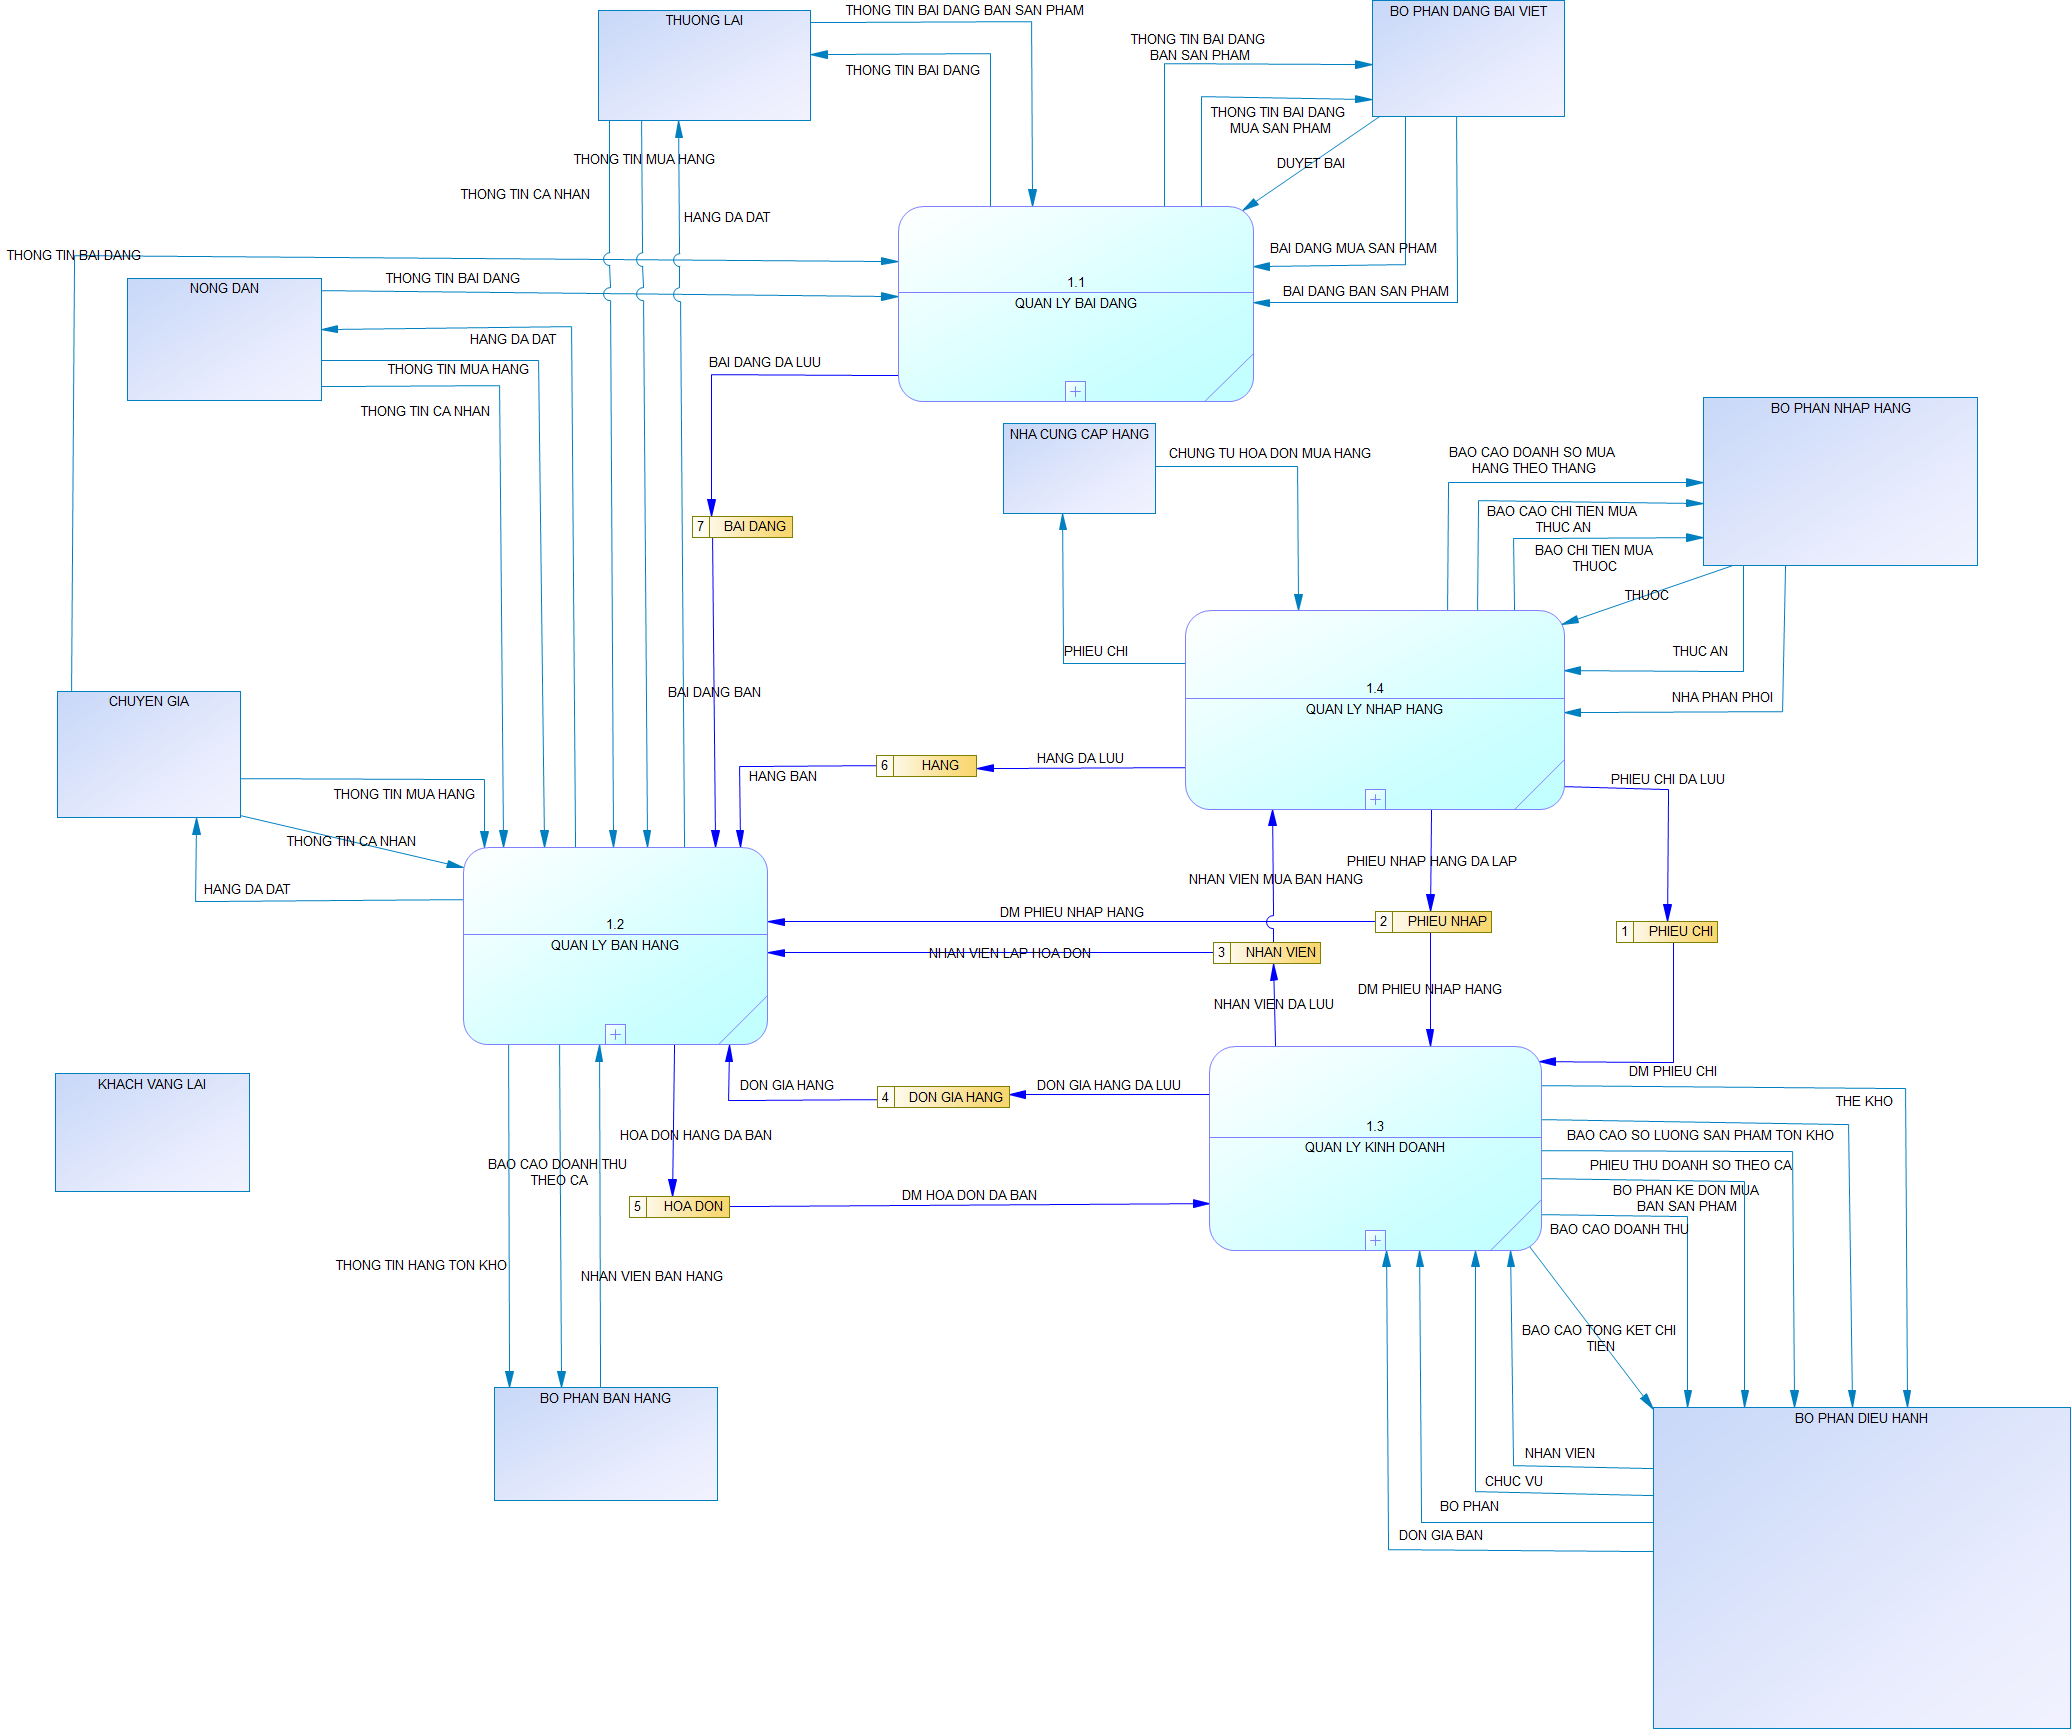 THUONG LAI
THONG TIN BAI DANG BAN SAN PHAM
BO PHAN DANG BAI VIET
THONG TIN BAI DANG
BAN SAN PHAM
THONG TIN BAI DANG
THONG TIN BAI DANG
MUA SAN PHAM
THONG TIN MUA HANG
DUYET BAI
THONG TIN CA NHAN
HANG DA DAT
THONG TIN BAI DANG
BAI DANG MUA SAN PHAM
THONG TIN BAI DANG
NONG DAN
1.1
QUAN LY BAI DANG
BAI DANG BAN SAN PHAM
HANG DA DAT
THONG TIN MUA HANG
BAI DANG DA LUU
THONG TIN CA NHAN
BO PHAN NHAP HANG
NHA CUNG CAP HANG
CHUNG TU HOA DON MUA HANG
BAO CAO DOANH SO MUA
HANG THEO THANG
BAO CAO CHI TIEN MUA
THUC AN
7 BAI DANG
BAO CHI TIEN MUA
THUOC
THUOC
PHIEU CHI
THUC AN
1.4
QUAN LY NHAP HANG
NHA PHAN PHOI
BAI DANG BAN
CHUYEN GIA
HANG DA LUU
6 HANG
HANG BAN
PHIEU CHI DA LUU
THONG TIN MUA HANG
THONG TIN CA NHAN
PHIEU NHAP HANG DA LAP
NHAN VIEN MUA BAN HANG
HANG DA DAT
DM PHIEU NHAP HANG
2 PHIEU NHAP
1 PHIEU CHI
1.2
QUAN LY BAN HANG
NHAN VIEN LAP HOA DON
3 NHAN VIEN
DM PHIEU NHAP HANG
NHAN VIEN DA LUU
DM PHIEU CHI
KHACH VANG LAI
DON GIA HANG
4 DON GIA HANG
DON GIA HANG DA LUU
THE KHO
1.3
QUAN LY KINH DOANH
HOA DON HANG DA BAN
BAO CAO SO LUONG SAN PHAM TON KHO
BAO CAO DOANH THU
THEO CA
PHIEU THU DOANH SO THEO CA
BO PHAN KE DON MUA
BAN SAN PHAM
5 HOA DON
DM HOA DON DA BAN
BAO CAO DOANH THU
THONG TIN HANG TON KHO
NHAN VIEN BAN HANG
BAO CAO TONG KET CHI
TIEN
BO PHAN BAN HANG
BO PHAN DIEU HANH
NHAN VIEN
CHUC VU
BO PHAN
DON GIA BAN